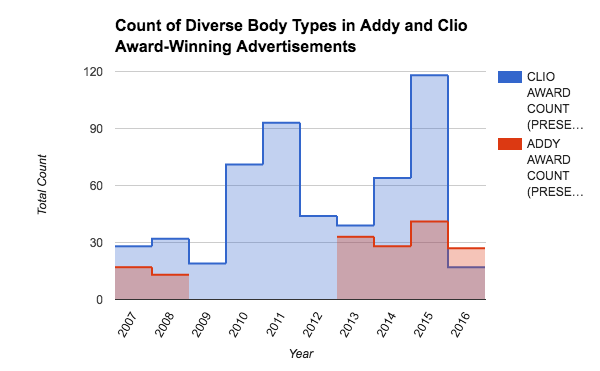 Count of Diverse Body Types in Addy and Clio
Award-Winning Advertisements
Total Count
120
90
60
30
0
2007
2008
2009
2010
2011
2012
2013
2014
2015
2016
Year
CLIO
AWARD
COUNT
(PRESE…
ADDY
AWARD
COUNT
(PRESE…